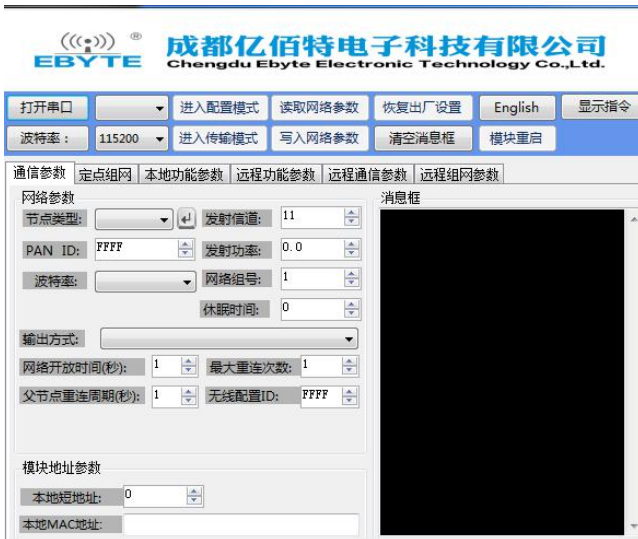 ((( ))) ®
EBYTE 成都亿佰特电子科技有限公司
Chengdu Ebyte Electronic Technology Co.,Ltd.
打开串口 进入配置模式 读取网络参数 恢复出厂设置 English 显示指令
波特率： 115200 进入传输模式 写入网络参数 清空消息框 模块重启
通信参数 定点组网 本地功能参数 远程功能参数 远程通信参数 远程组网参数
网络参数 消息框
节点类型: 发射信道: 11
PAN ID: FFFF 发射功率: 0.0
波特率: 网络组号: 1
休眠时间: 0
输出方式:
网络开放时间(秒): 1 最大重连次数: 1
父节点重连周期(秒): 1 无线配置ID: FFFF
模块地址参数
本地短地址: 0
本地MAC地址: